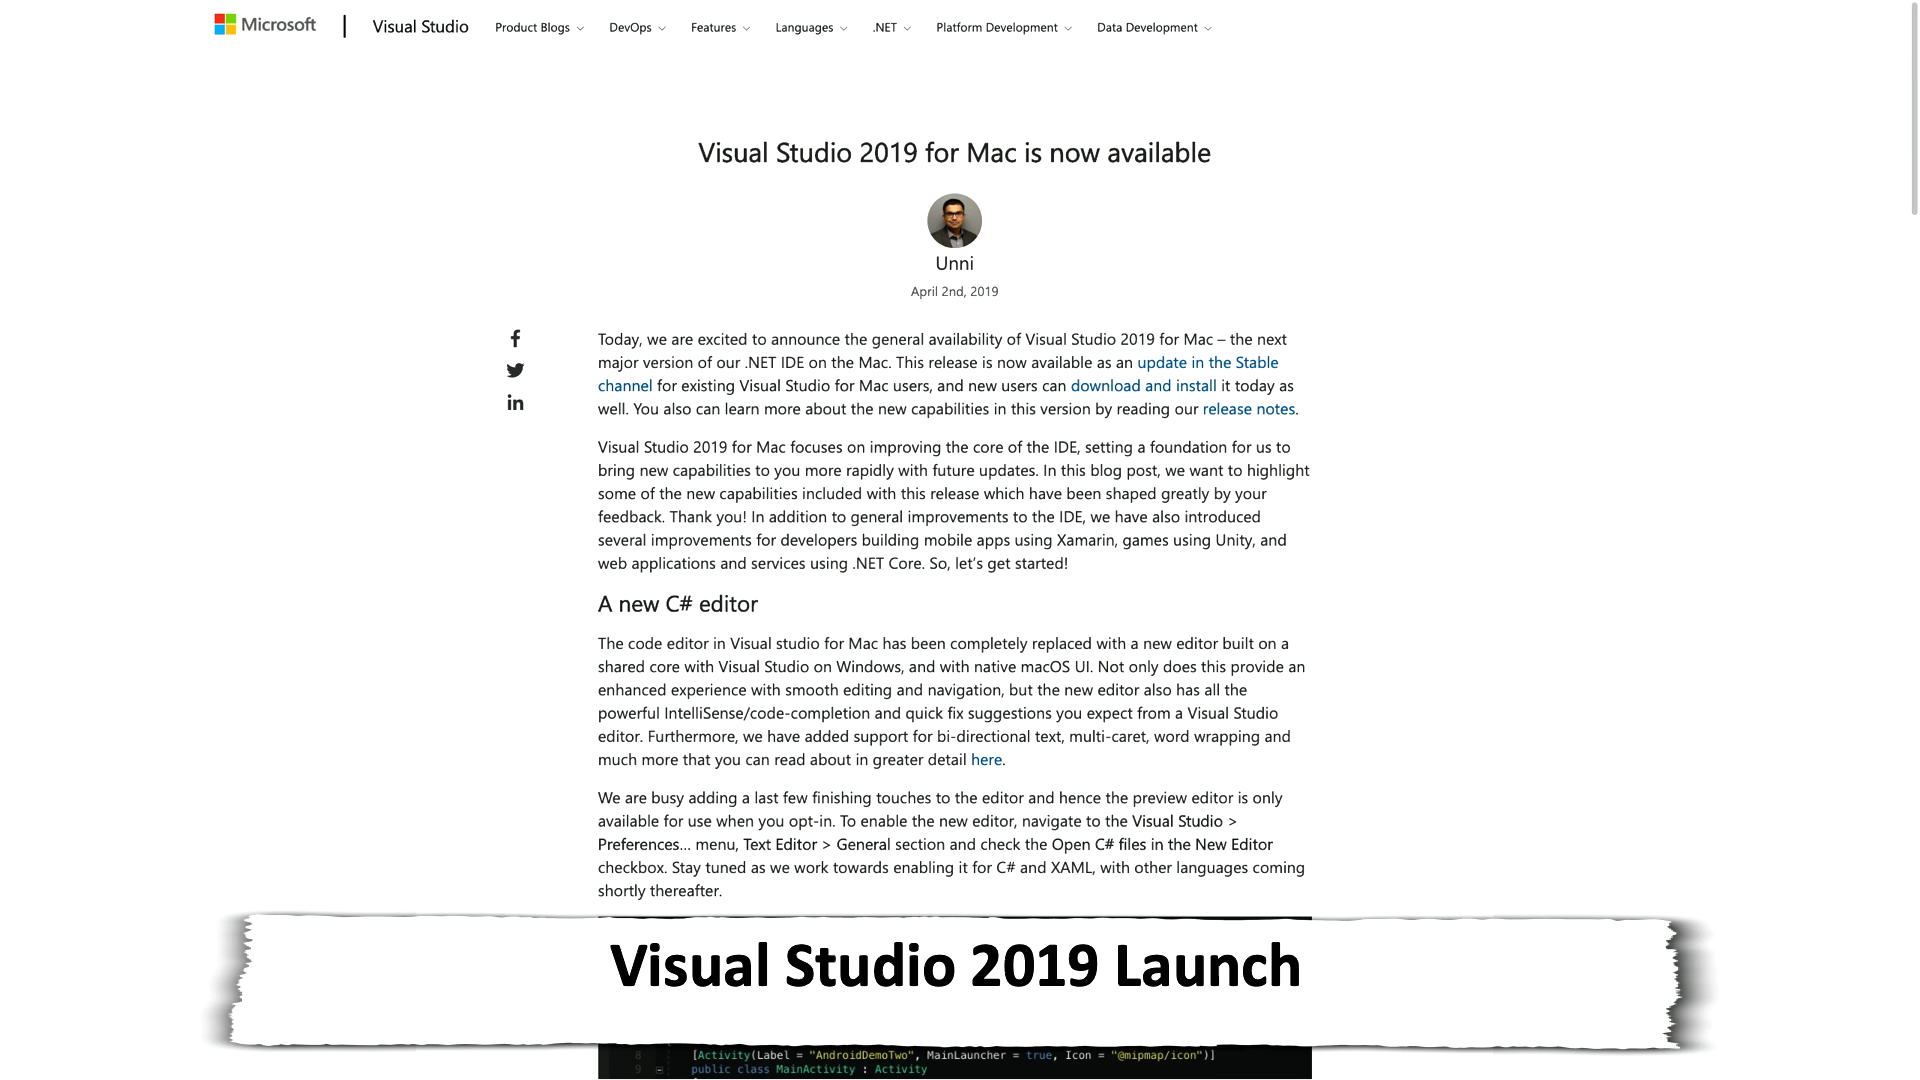 Microsoft | Visual Studio Product Blogs DevOps Features Languages .NET Platform Development Data Development
Visual Studio 2019 for Mac is now available
Unni
April 2nd, 2019
Today, we are excited to announce the general availability of Visual Studio 2019 for Mac – the next
major version of our .NET IDE on the Mac. This release is now available as an update in the Stable
channel for existing Visual Studio for Mac users, and new users can download and install it today as
well. You also can learn more about the new capabilities in this version by reading our release notes.
Visual Studio 2019 for Mac focuses on improving the core of the IDE, setting a foundation for us to
bring new capabilities to you more rapidly with future updates. In this blog post, we want to highlight
some of the new capabilities included with this release which have been shaped greatly by your
feedback. Thank you! In addition to general improvements to the IDE, we have also introduced
several improvements for developers building mobile apps using Xamarin, games using Unity, and
web applications and services using .NET Core. So, let’s get started!
A new C# editor
The code editor in Visual studio for Mac has been completely replaced with a new editor built on a
shared core with Visual Studio on Windows, and with native macOS UI. Not only does this provide an
enhanced experience with smooth editing and navigation, but the new editor also has all the
powerful IntelliSense/code-completion and quick fix suggestions you expect from a Visual Studio
editor. Furthermore, we have added support for bi-directional text, multi-caret, word wrapping and
much more that you can read about in greater detail here.
We are busy adding a last few finishing touches to the editor and hence the preview editor is only
available for use when you opt-in. To enable the new editor, navigate to the Visual Studio >
Preferences... menu, Text Editor > General section and check the Open C# files in the New Editor
checkbox. Stay tuned as we work towards enabling it for C# and XAML, with other languages coming
shortly thereafter.
Visual Studio 2019 Launch
8 [Activity(Label = "AndroidDemoTwo", MainLauncher = true, Icon = "@mipmap/icon")]
9 public class MainActivity : Activity